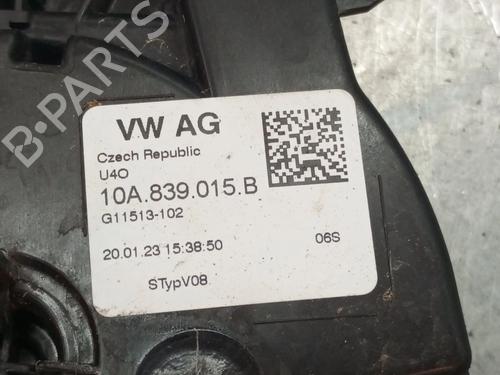 B-PARTS
VW AG
Czech Republic
U4O
10A.839.015.B
G11513-102
20.01.23 15:38:50
06S
STypV08